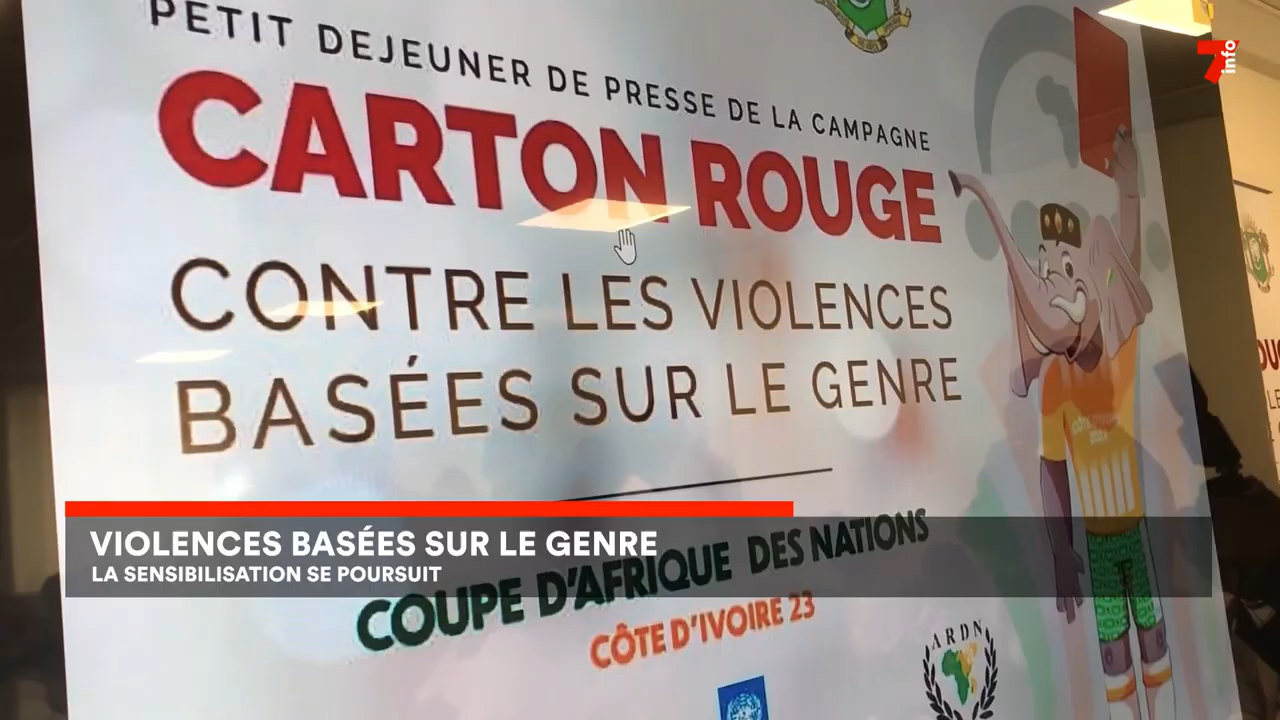 PETIT DEJEUNER DE PRESSE DE LA CAMPAGNE
CARTON ROUGE
CONTRE LES VIOLENCES
BASÉES SUR LE GENRE
COUPE D'AFRIQUE DES NATIONS
CÔTE D'IVOIRE 23
ARDN
7info
VIOLENCES BASÉES SUR LE GENRE
LA SENSIBILISATION SE POURSUIT